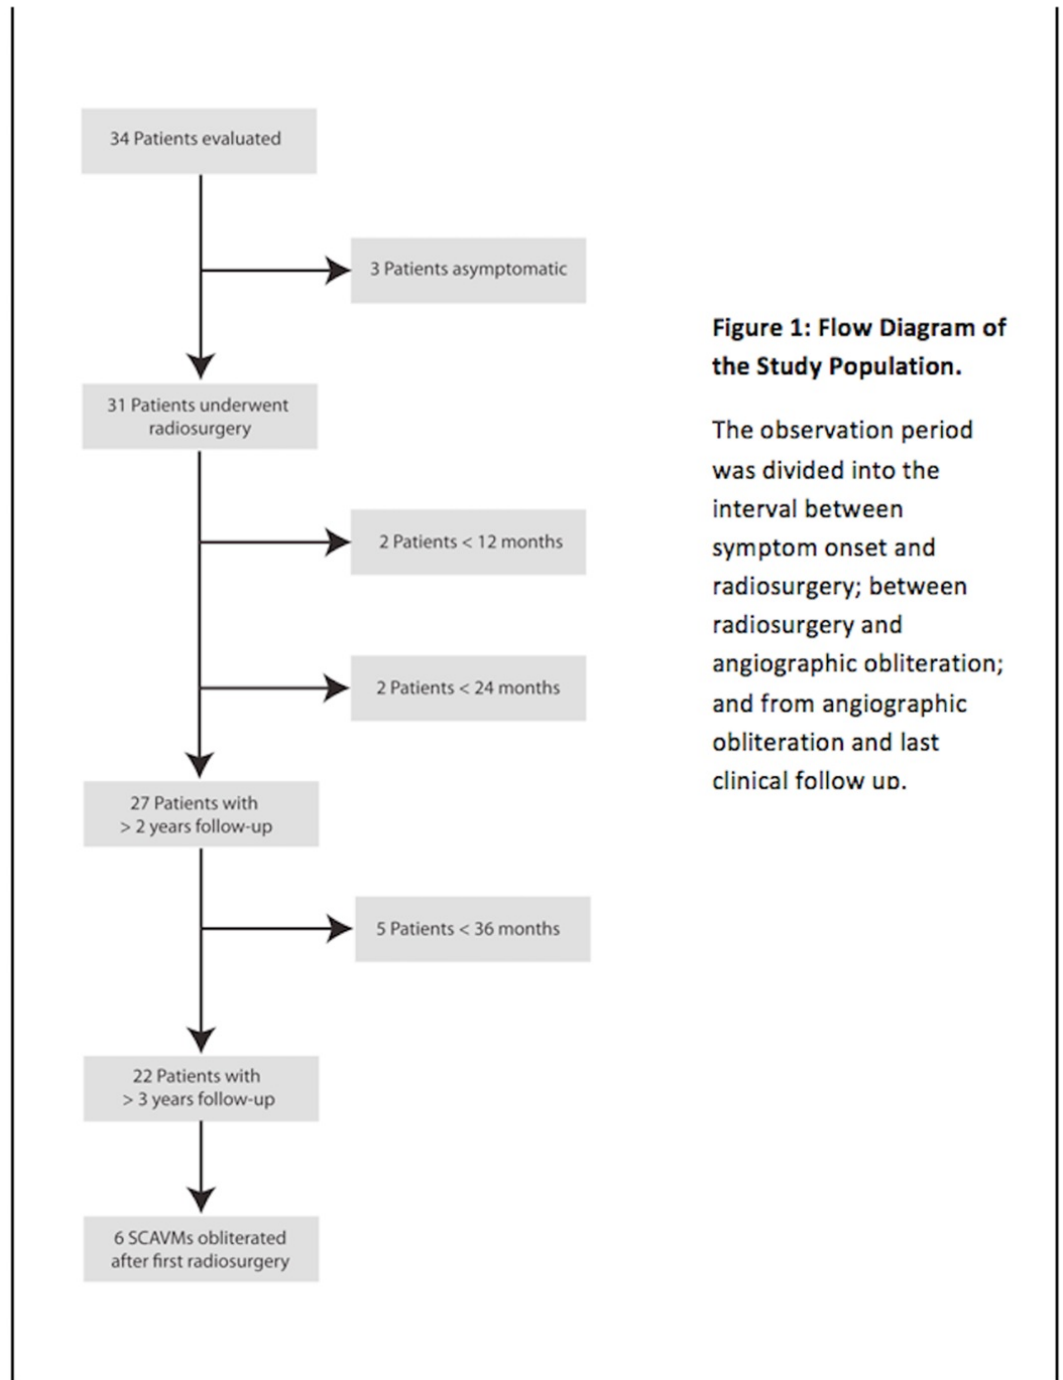 34 Patients evaluated
3 Patients asymptomatic
31 Patients underwent
radiosurgery
2 Patients < 12 months
2 Patients < 24 months
27 Patients with
> 2 years follow-up
5 Patients < 36 months
22 Patients with
> 3 years follow-up
6 SCAVMs obliterated
after first radiosurgery
Figure 1: Flow Diagram of
the Study Population.
The observation period
was divided into the
interval between
symptom onset and
radiosurgery; between
radiosurgery and
angiographic obliteration;
and from angiographic
obliteration and last
clinical follow up.